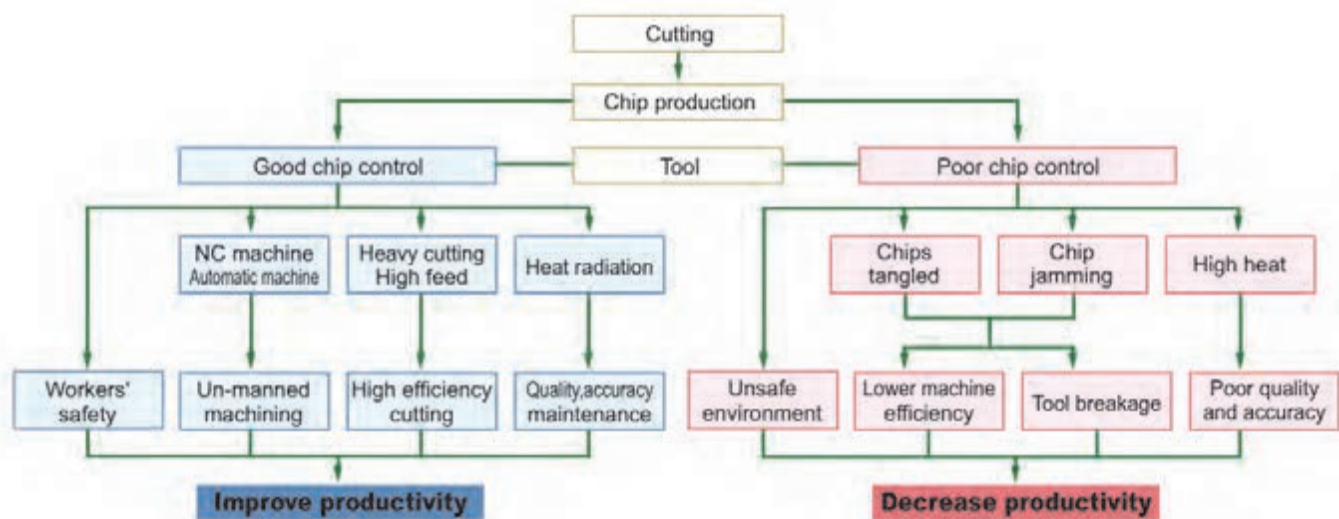 Cutting
Chip production
Good chip control
Tool
Poor chip control
NC machine
Automatic machine
Heavy cutting
High feed
Heat radiation
Chips
tangled
Chip
jamming
High heat
Workers'
safety
Un-manned
machining
High efficiency
cutting
Quality,accuracy
maintenance
Unsafe
environment
Lower machine
efficiency
Tool breakage
Poor quality
and accuracy
Improve productivity
Decrease productivity